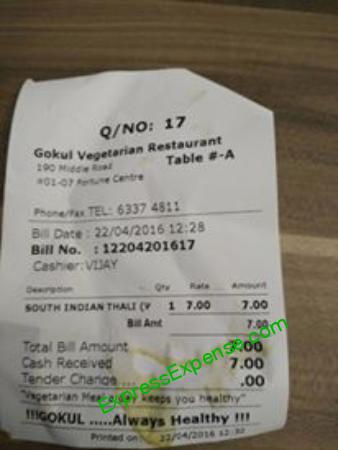 Q/NO: 17
Gokul Vegetarian Restaurant
190 Middle Road Table #-A
#01-07 Fortune Centre
Phone/Fax TEL: 6337 4811
Bill Date : 22/04/2016 12:28
Bill No. : 12204201617
Cashier:VIJAY
Description Qty Rate Amount
SOUTH INDIAN THALI (V 1 7.00 7.00
Bill Amt 7.00
Total Bill Amount 7.00
Cash Received 7.00
Tender Change ... .00
"Vegetarian keeps you healthy"
!!!GOKUL .....Always Healthy !!!
Printed on: 22/04/2016 12:32
ExpressExpense.com